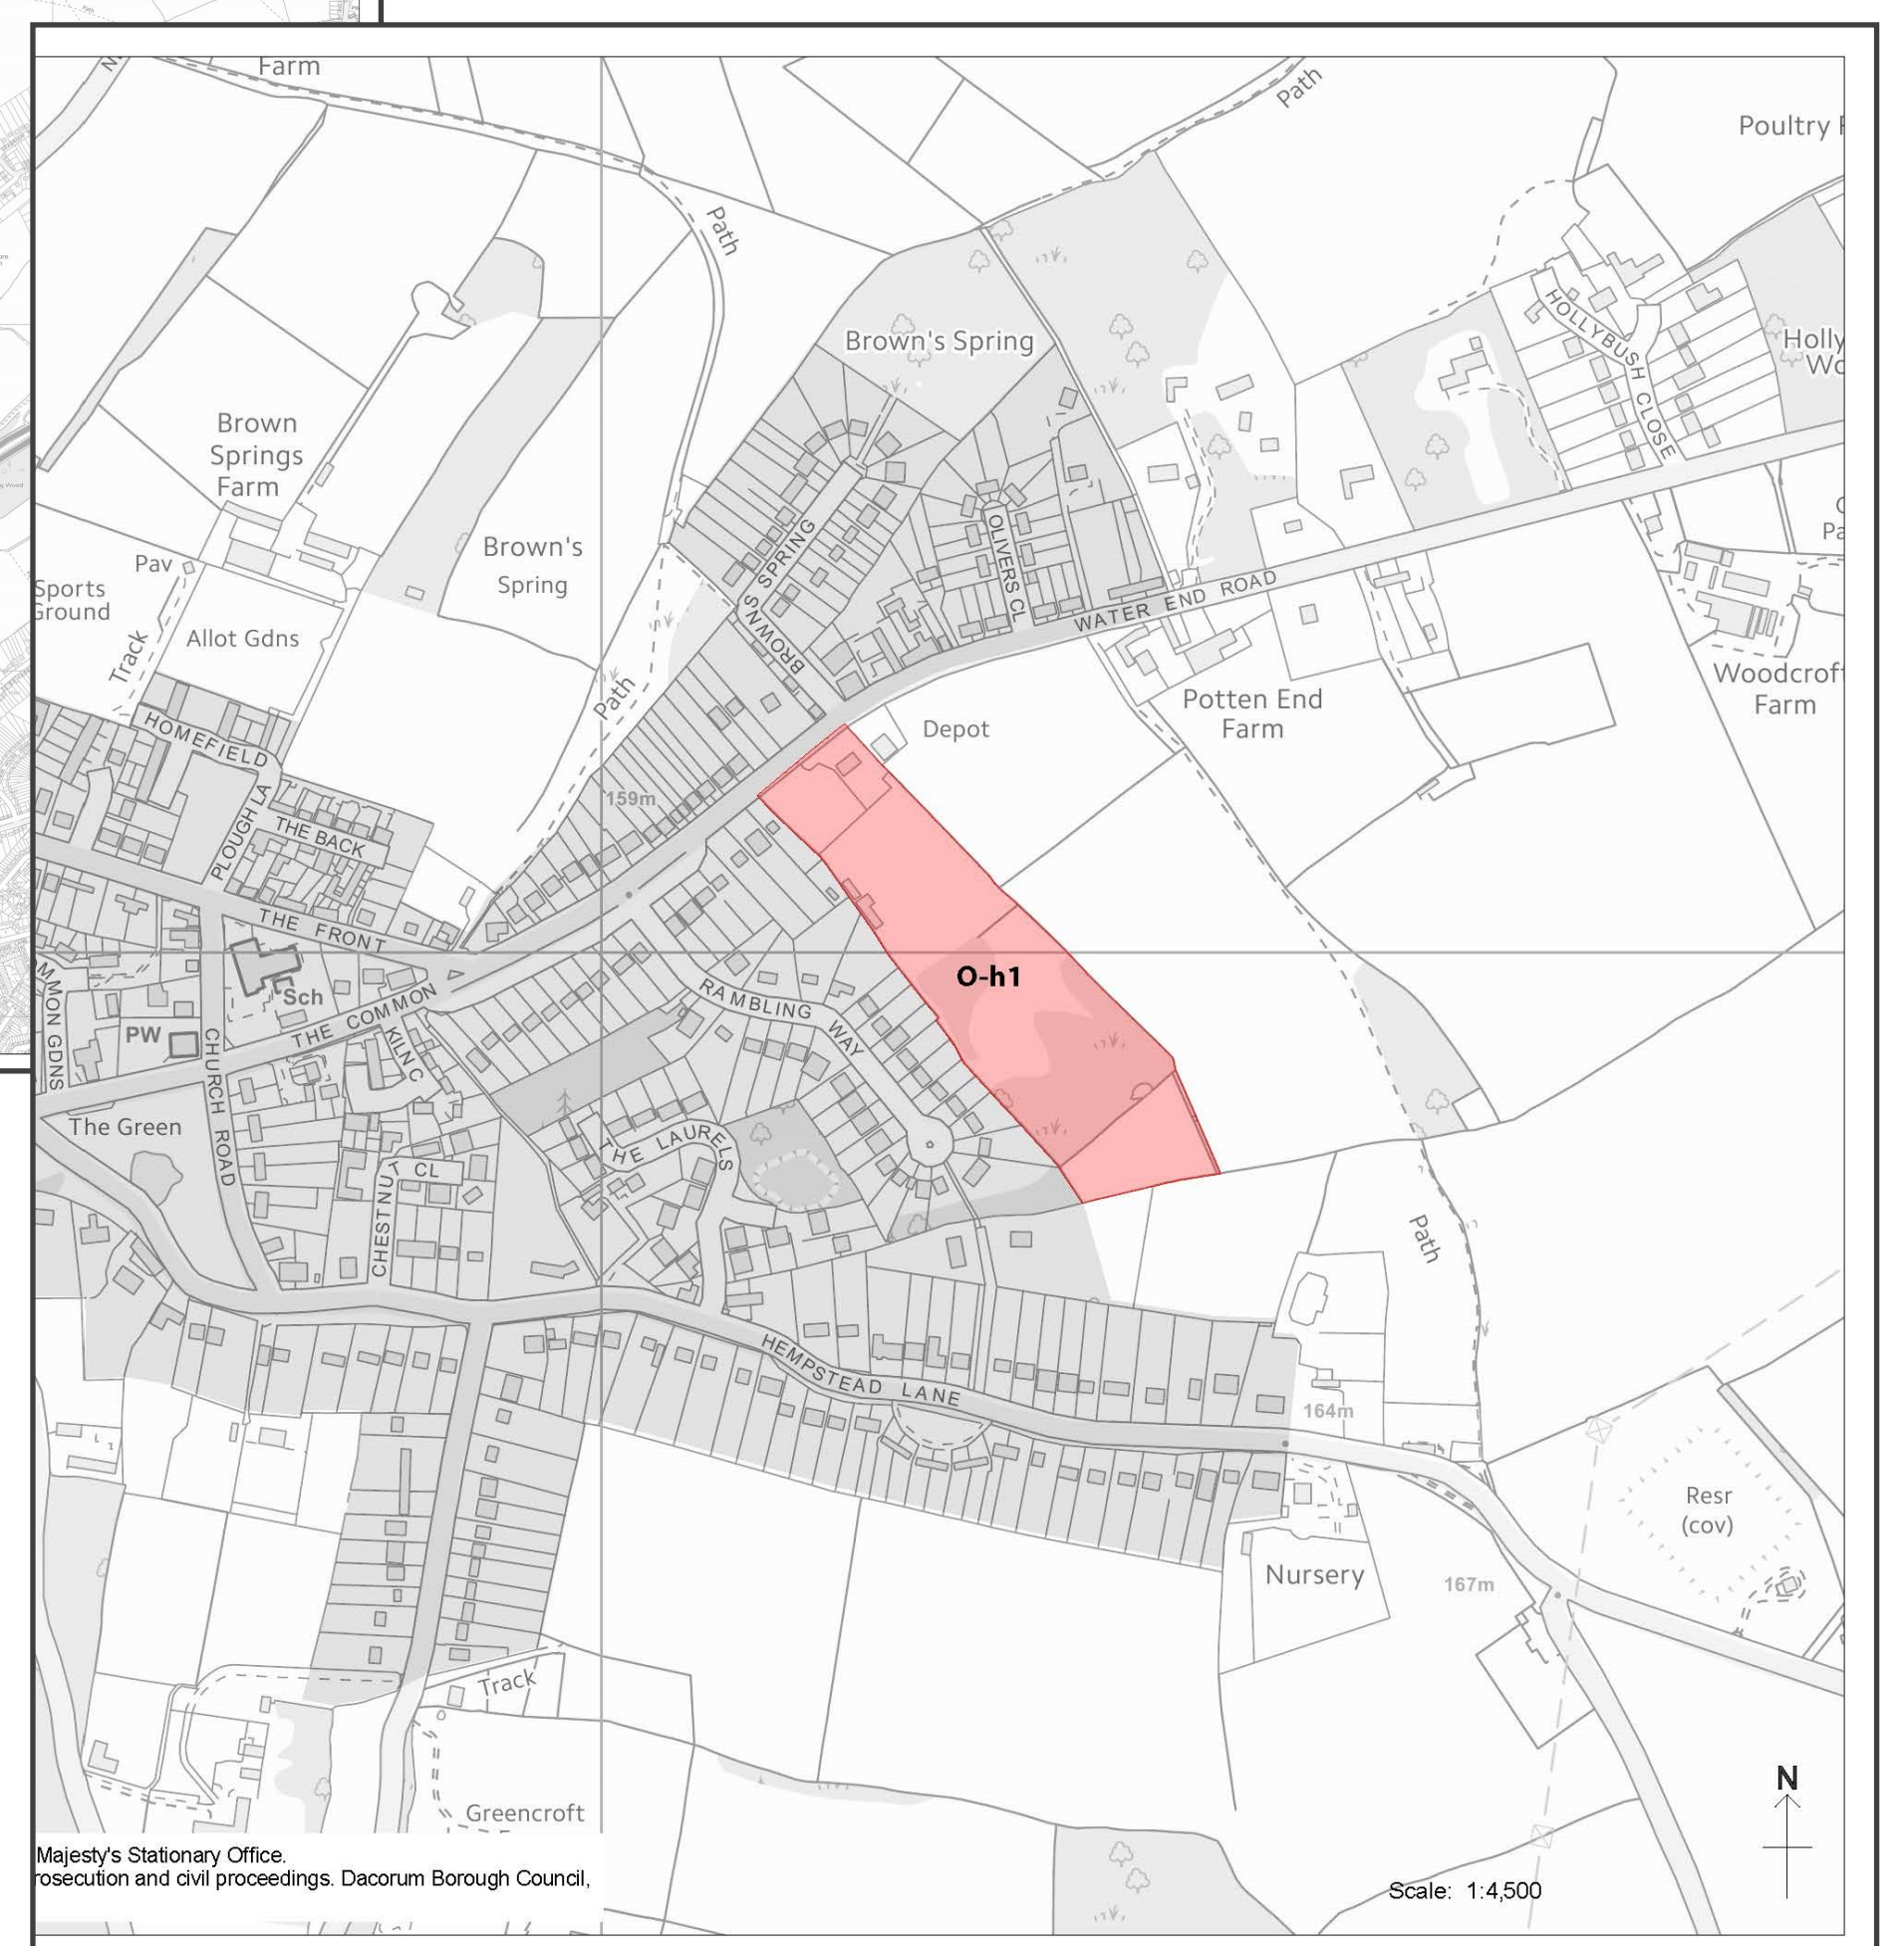 Farm
Path
Poultry
Path
Brown's Spring
HOLLYBUSH CLOSE
Holly
Brown
Springs
Farm
Brown's
Spring
Pav
Sports
Ground
Track
Allot Gdns
BROWNS SPRING
OLIVERS CL
WATER END ROAD
Path
Potten End
Farm
Woodcroft
Farm
Depot
HOMEFIELD
159m
PLOUGH LA
THE BACK
THE FRONT
O-h1
MON GDNS
Sch
PW
THE COMMON
KILN C
RAMBLING WAY
CHURCH ROAD
The Green
THE LAURELS
CHESTNUT CL
Path
HEMPSTEAD LANE
164m
Resr
(cov)
Nursery
167m
Track
N
Greencroft
Majesty's Stationary Office.
rosecution and civil proceedings. Dacorum Borough Council,
Scale: 1:4,500